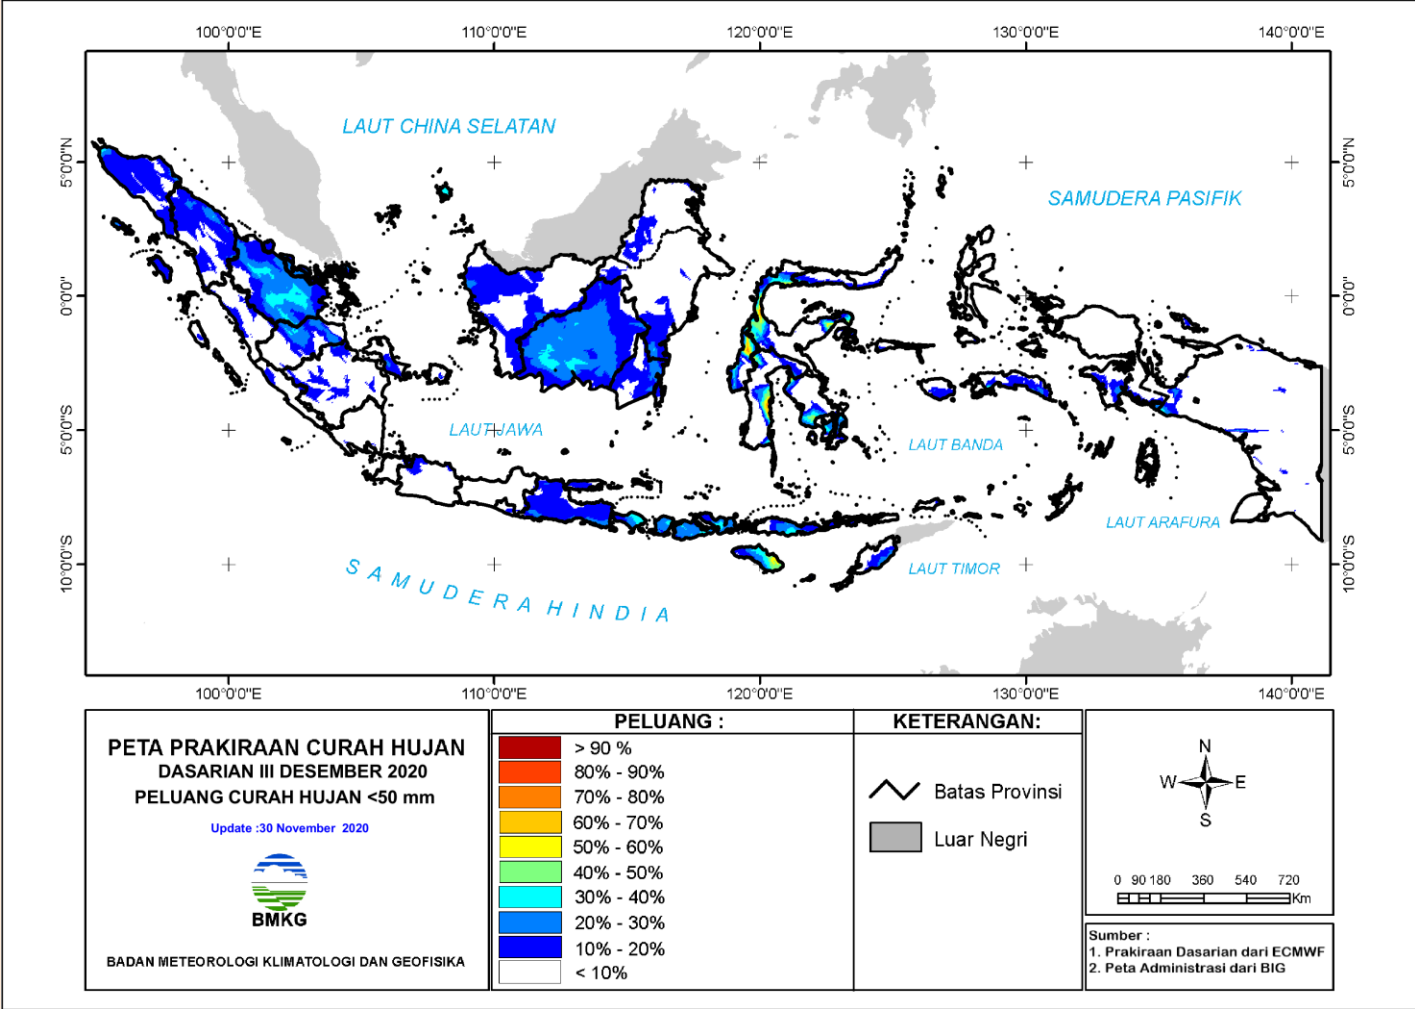 100°0'0"E 110°0'0"E 120°0'0"E 130°0'0"E 140°0'0"E
5°0'0"N
0°0'0"
5°0'0"S
10°0'0"S
LAUT CHINA SELATAN
SAMUDERA PASIFIK
LAUT JAWA
LAUT BANDA
LAUT ARAFURA
LAUT TIMOR
SAMUDERA HINDIA
5°0'0"N
0°0'0"
5°0'0"S
10°0'0"S
100°0'0"E 110°0'0"E 120°0'0"E 130°0'0"E 140°0'0"E
PETA PRAKIRAAN CURAH HUJAN
DASARIAN III DESEMBER 2020
PELUANG CURAH HUJAN <50 mm
Update :30 November 2020
BMKG
BADAN METEOROLOGI KLIMATOLOGI DAN GEOFISIKA
PELUANG :
> 90 %
80% - 90%
70% - 80%
60% - 70%
50% - 60%
40% - 50%
30% - 40%
20% - 30%
10% - 20%
< 10%
KETERANGAN:
Batas Provinsi
Luar Negri
N
W E
S
0 90 180 360 540 720
Km
Sumber :
1. Prakiraan Dasarian dari ECMWF
2. Peta Administrasi dari BIG